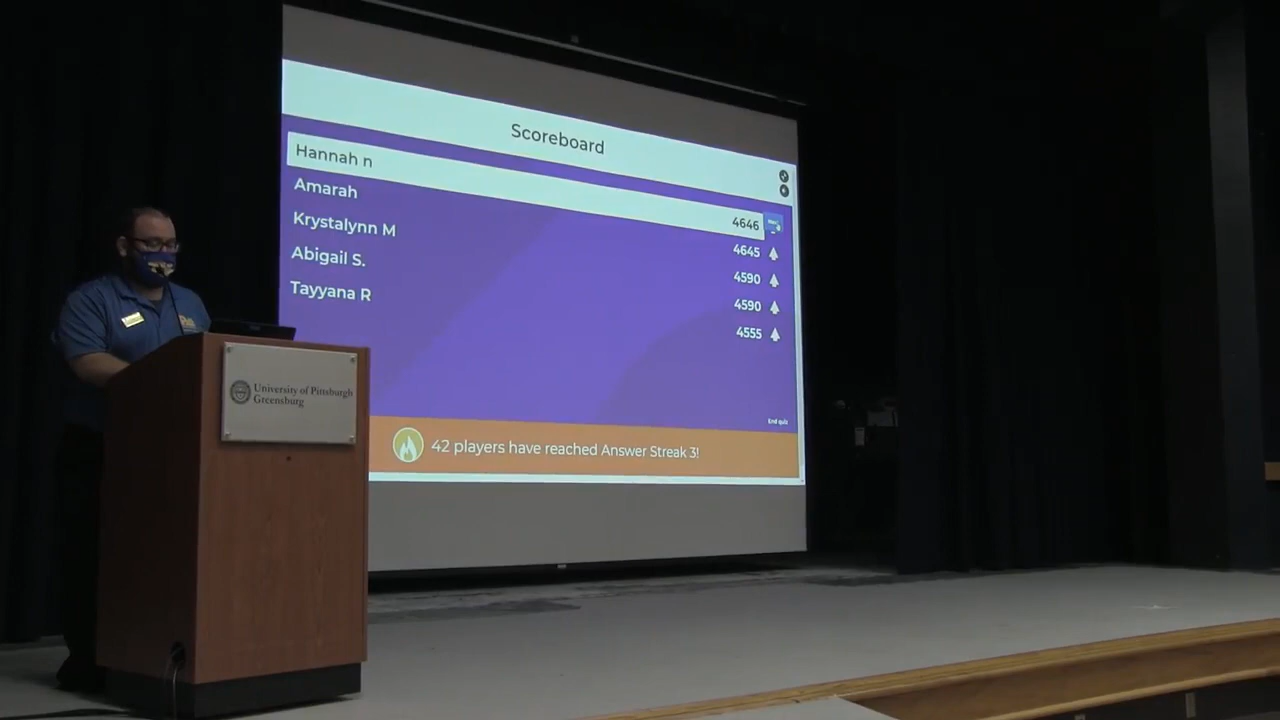 Scoreboard
Hannah n 4646
Amarah 4645
Krystalynn M 4590
Abigail S. 4590
Tayyana R 4555
End quiz
42 players have reached Answer Streak 3!
University of Pittsburgh
Greensburg